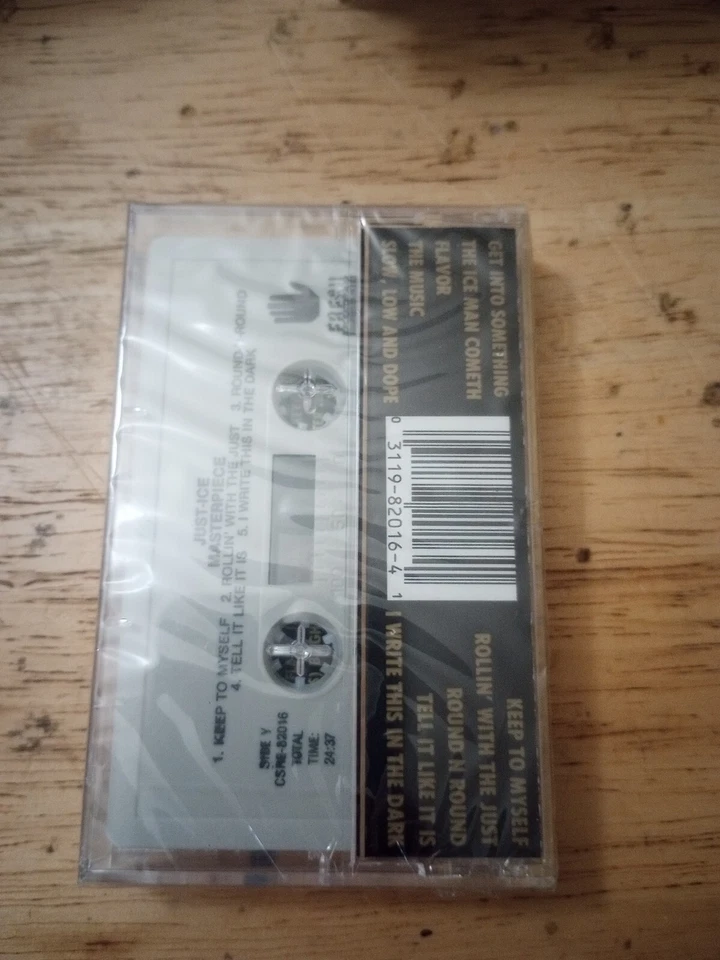 GET INTO SOMETHING
THE ICE MAN COMETH
FLAVOR
THE MUSIC
SLOW, LOW AND DOPE
0 3119-82016-4 1
KEEP TO MYSELF
ROLLIN' WITH THE JUST
ROUND 'N ROUND
TELL IT LIKE IT IS
I WRITE THIS IN THE DARK
FRESH
JUST-ICE
MASTERPIECE
1. KEEP TO MYSELF 2. ROLLIN' WITH THE JUST 3. ROUND ROUND
4. TELL IT LIKE IT IS 5. I WRITE THIS IN THE DARK
SIDE Y
CSRE-82016
TOTAL
TIME:
24:37